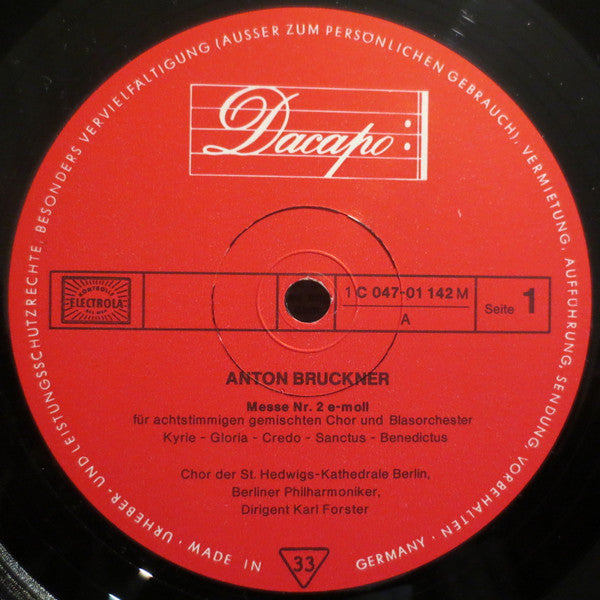 Dacapo
KONTROLLE
ELECTROLA
1 C 047-01 142 M
A
Seite 1
ANTON BRUCKNER
Messe Nr. 2 e-moll
für achtstimmigen gemischten Chor und Blasorchester
Kyrie - Gloria - Credo - Sanctus - Benedictus
Chor der St. Hedwigs-Kathedrale Berlin,
Berliner Philharmoniker,
Dirigent Karl Forster
33
URHEBER- UND LEISTUNGSSCHUTZRECHTE, BESONDERS VERVIELFÄLTIGUNG (AUSSER ZUM PERSÖNLICHEN GEBRAUCH), VERMIETUNG, AUFFÜHRUNG, SENDUNG, VORBEHALTEN · MADE IN GERMANY ·